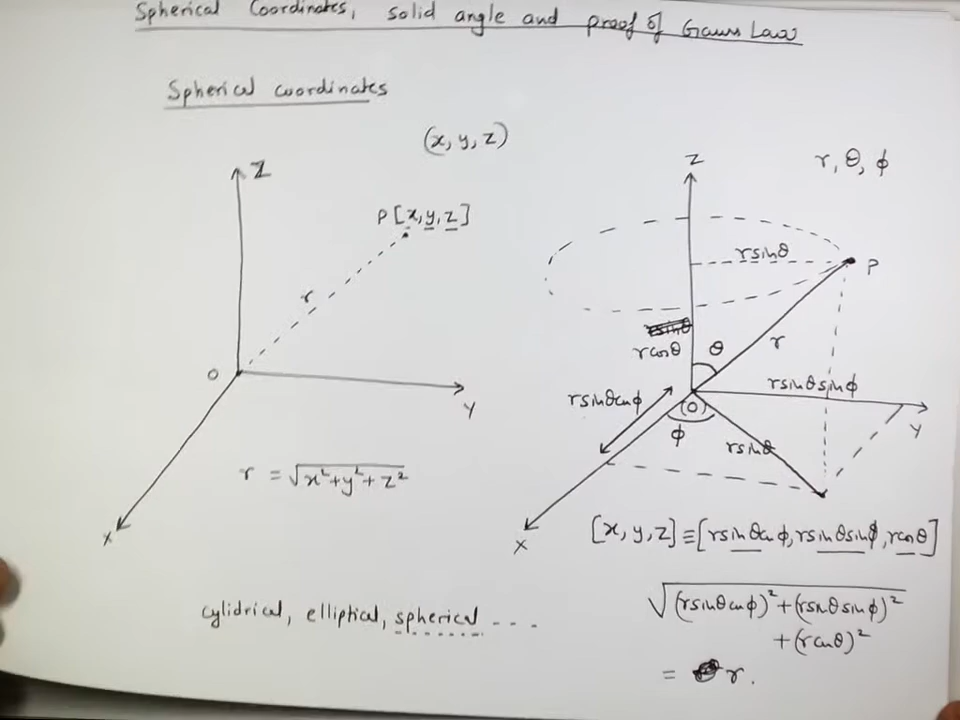 Spherical Coordinates, solid angle and proof of Gauss Law
Spherical coordinates
(x, y, z)
Z
P [x, y, z]
r
O
Y
X
r = √x²+y²+z²
cylidrical, elliptical, spherical ---
r, θ, ϕ
Z
rsinθ
P
rcosθ
θ
r
rsinθcosϕ
(O)
rsinθsinϕ
Y
ϕ
rsinθ
X
[x, y, z] ≡ [rsinθcosϕ, rsinθsinϕ, rcosθ]
√(rsinθcosϕ)²+(rsinθsinϕ)²
+(rcosθ)²
= r.